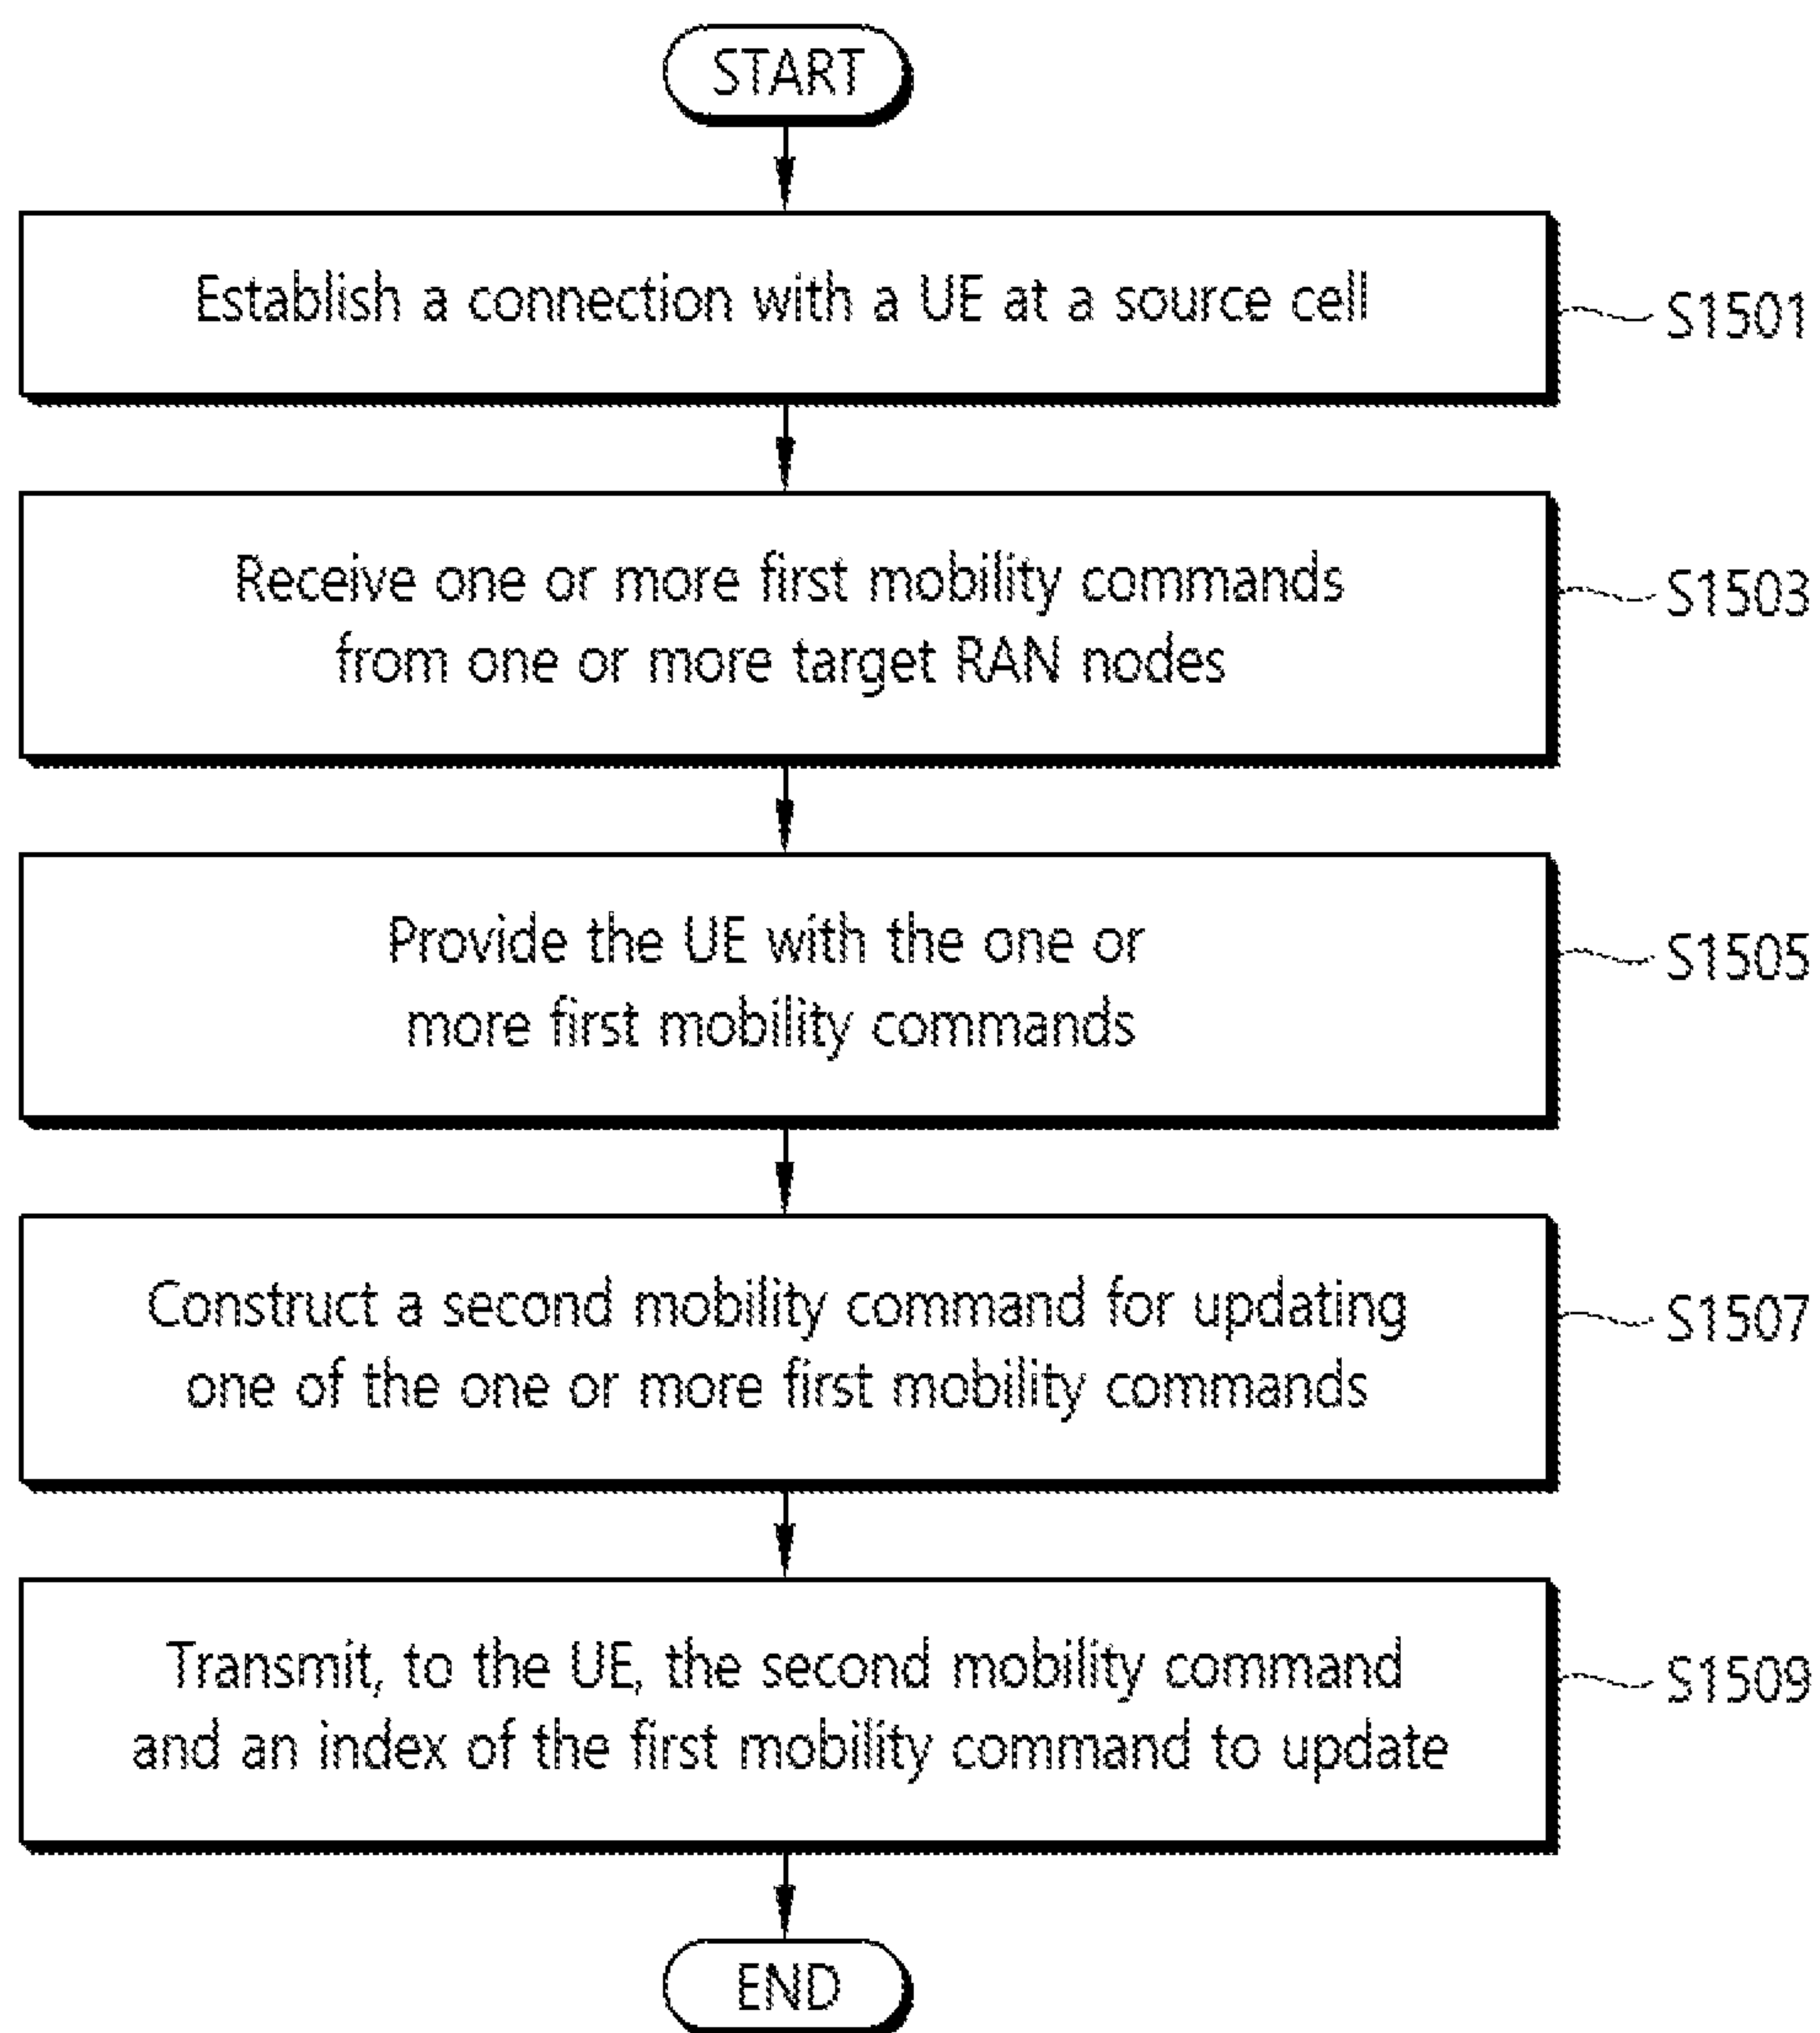 START
Establish a connection with a UE at a source cell
S1501
Receive one or more first mobility commands
from one or more target RAN nodes
S1503
Provide the UE with the one or
more first mobility commands
S1505
Construct a second mobility command for updating
one of the one or more first mobility commands
S1507
Transmit, to the UE, the second mobility command
and an index of the first mobility command to update
S1509
END